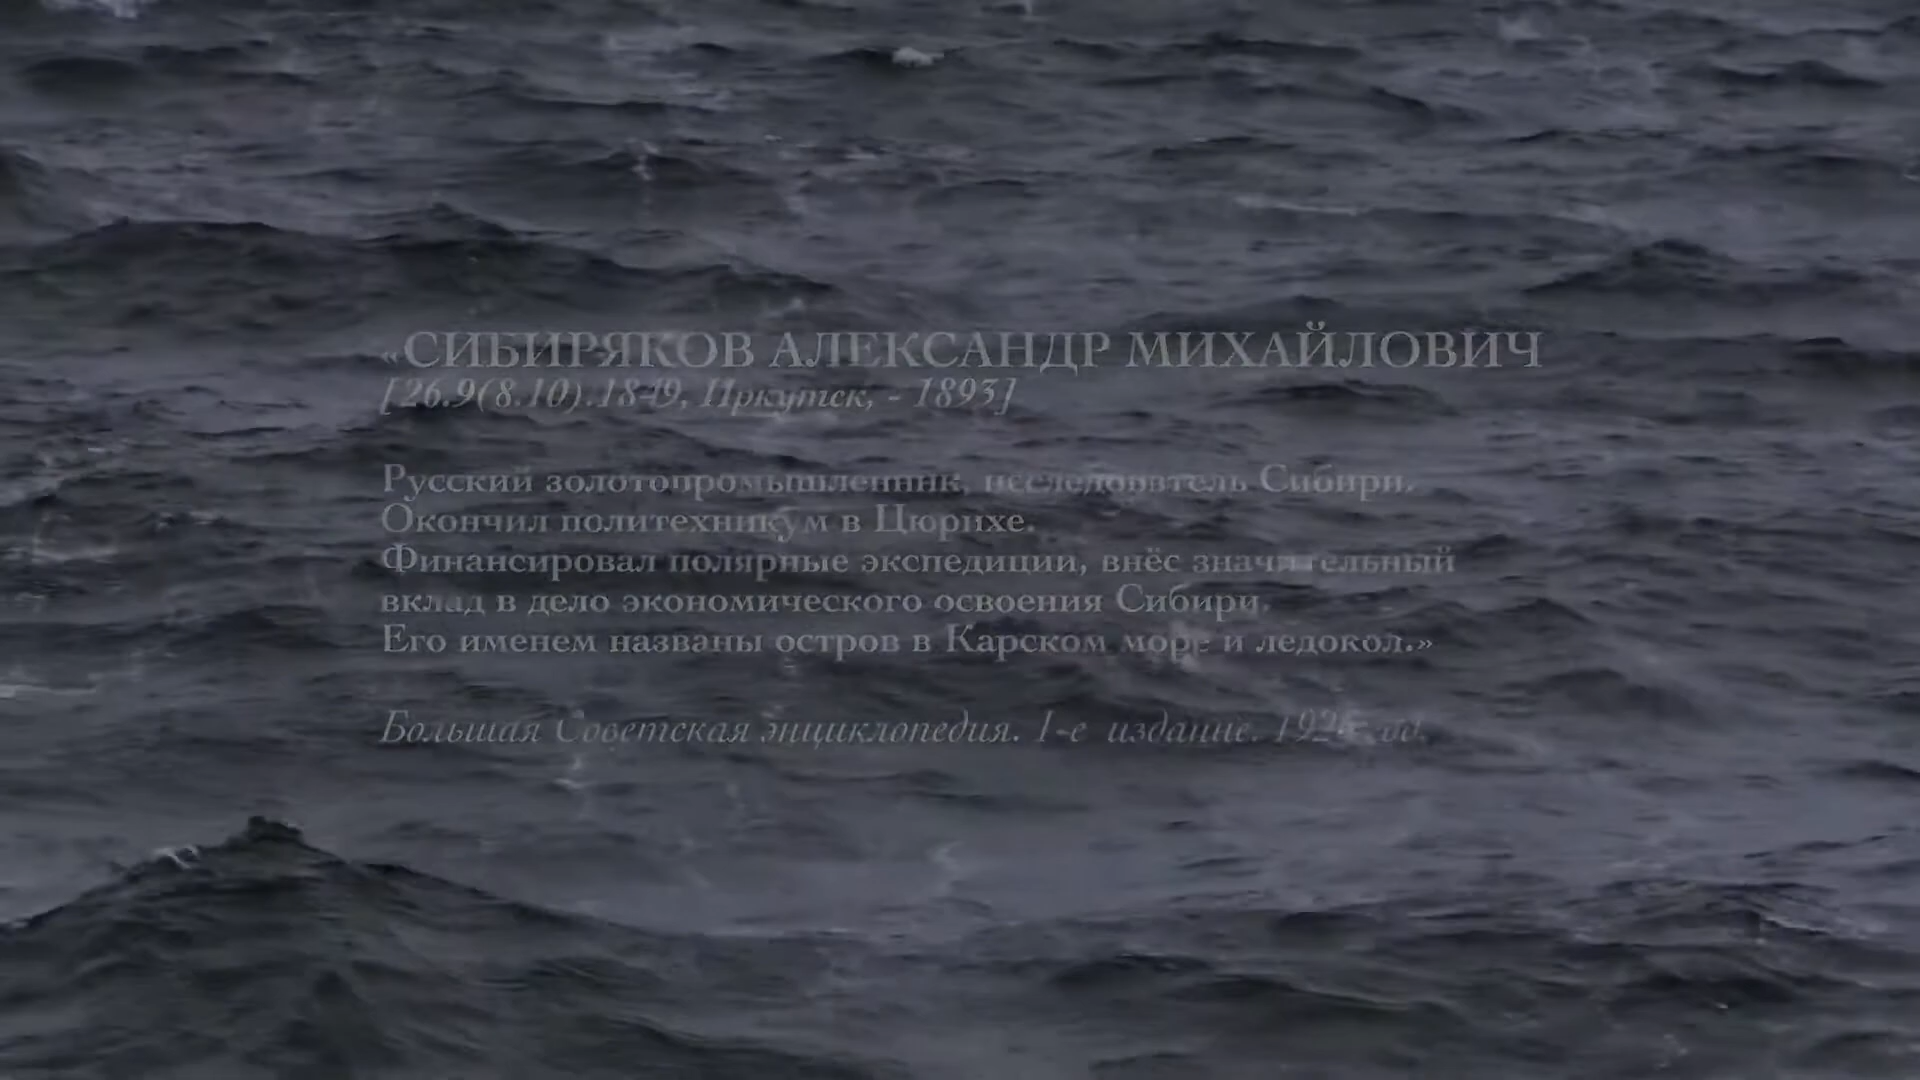 «СИБИРЯКОВ АЛЕКСАНДР МИХАЙЛОВИЧ
[26.9(8.10).1849, Иркутск, - 1893]
Русский золотопромышленник, исследователь Сибири.
Окончил политехникум в Цюрихе.
Финансировал полярные экспедиции, внёс значительный
вклад в дело экономического освоения Сибири.
Его именем названы остров в Карском море и ледокол.»
Большая Советская энциклопедия. 1-е издание.